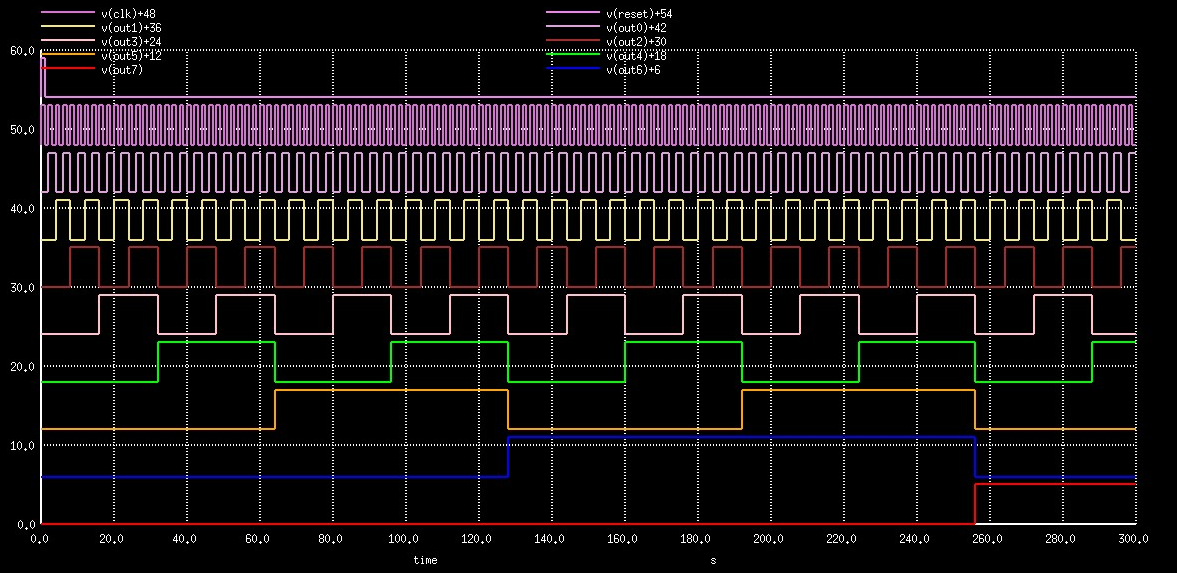 v(clk)+48 v(reset)+54
v(out1)+36 v(out0)+42
v(out3)+24 v(out2)+30
v(out5)+12 v(out4)+18
v(out7) v(out6)+6
60.0
50.0
40.0
30.0
20.0
10.0
0.0
0.0 20.0 40.0 60.0 80.0 100.0 120.0 140.0 160.0 180.0 200.0 220.0 240.0 260.0 280.0 300.0
time s